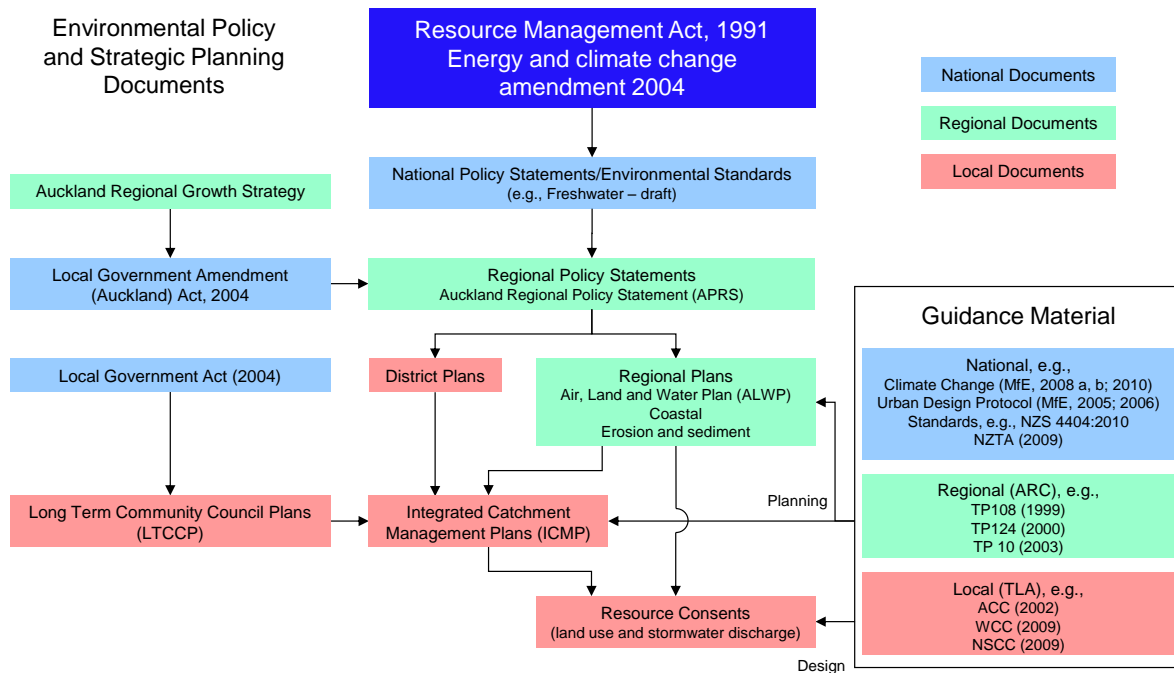 Environmental Policy
and Strategic Planning
Documents
Resource Management Act, 1991
Energy and climate change
amendment 2004
National Documents
Regional Documents
Local Documents
National Policy Statements/Environmental Standards
(e.g., Freshwater – draft)
Auckland Regional Growth Strategy
Local Government Amendment
(Auckland) Act, 2004
Regional Policy Statements
Auckland Regional Policy Statement (APRS)
Local Government Act (2004)
District Plans
Regional Plans
Air, Land and Water Plan (ALWP)
Coastal
Erosion and sediment
Long Term Community Council Plans
(LTCCP)
Integrated Catchment
Management Plans (ICMP)
Resource Consents
(land use and stormwater discharge)
Planning
Design
Guidance Material
National, e.g.,
Climate Change (MfE, 2008 a, b; 2010)
Urban Design Protocol (MfE, 2005; 2006)
Standards, e.g., NZS 4404:2010
NZTA (2009)
Regional (ARC), e.g.,
TP108 (1999)
TP124 (2000)
TP 10 (2003)
Local (TLA), e.g.,
ACC (2002)
WCC (2009)
NSCC (2009)